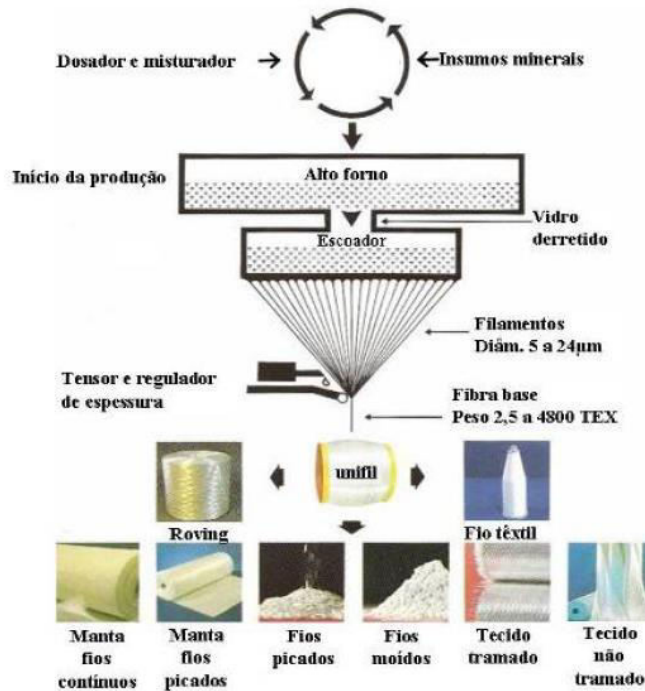 Dosador e misturador
Insumos minerais
Início da produção
Alto forno
Vidro
derretido
Escoador
Filamentos
Diâm. 5 a 24µm
Tensor e regulador
de espessura
Fibra base
Peso 2,5 a 4800 TEX
unifil
Roving
Fio têxtil
Manta
fios
contínuos
Manta
fios
picados
Fios
picados
Fios
moídos
Tecido
tramado
Tecido
não
tramado